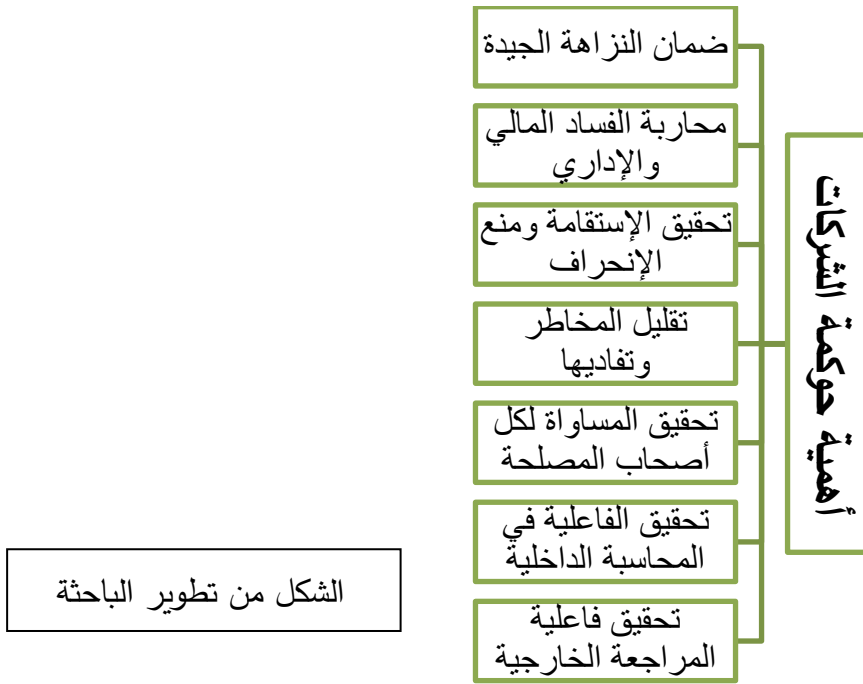 أهمية حوكمة الشركات
ضمان النزاهة الجيدة
محاربة الفساد المالي
والإداري
تحقيق الإستقامة ومنع
الإنحراف
تقليل المخاطر
وتفاديها
تحقيق المساواة لكل
أصحاب المصلحة
تحقيق الفاعلية في
المحاسبة الداخلية
تحقيق فاعلية
المراجعة الخارجية
الشكل من تطوير الباحثة